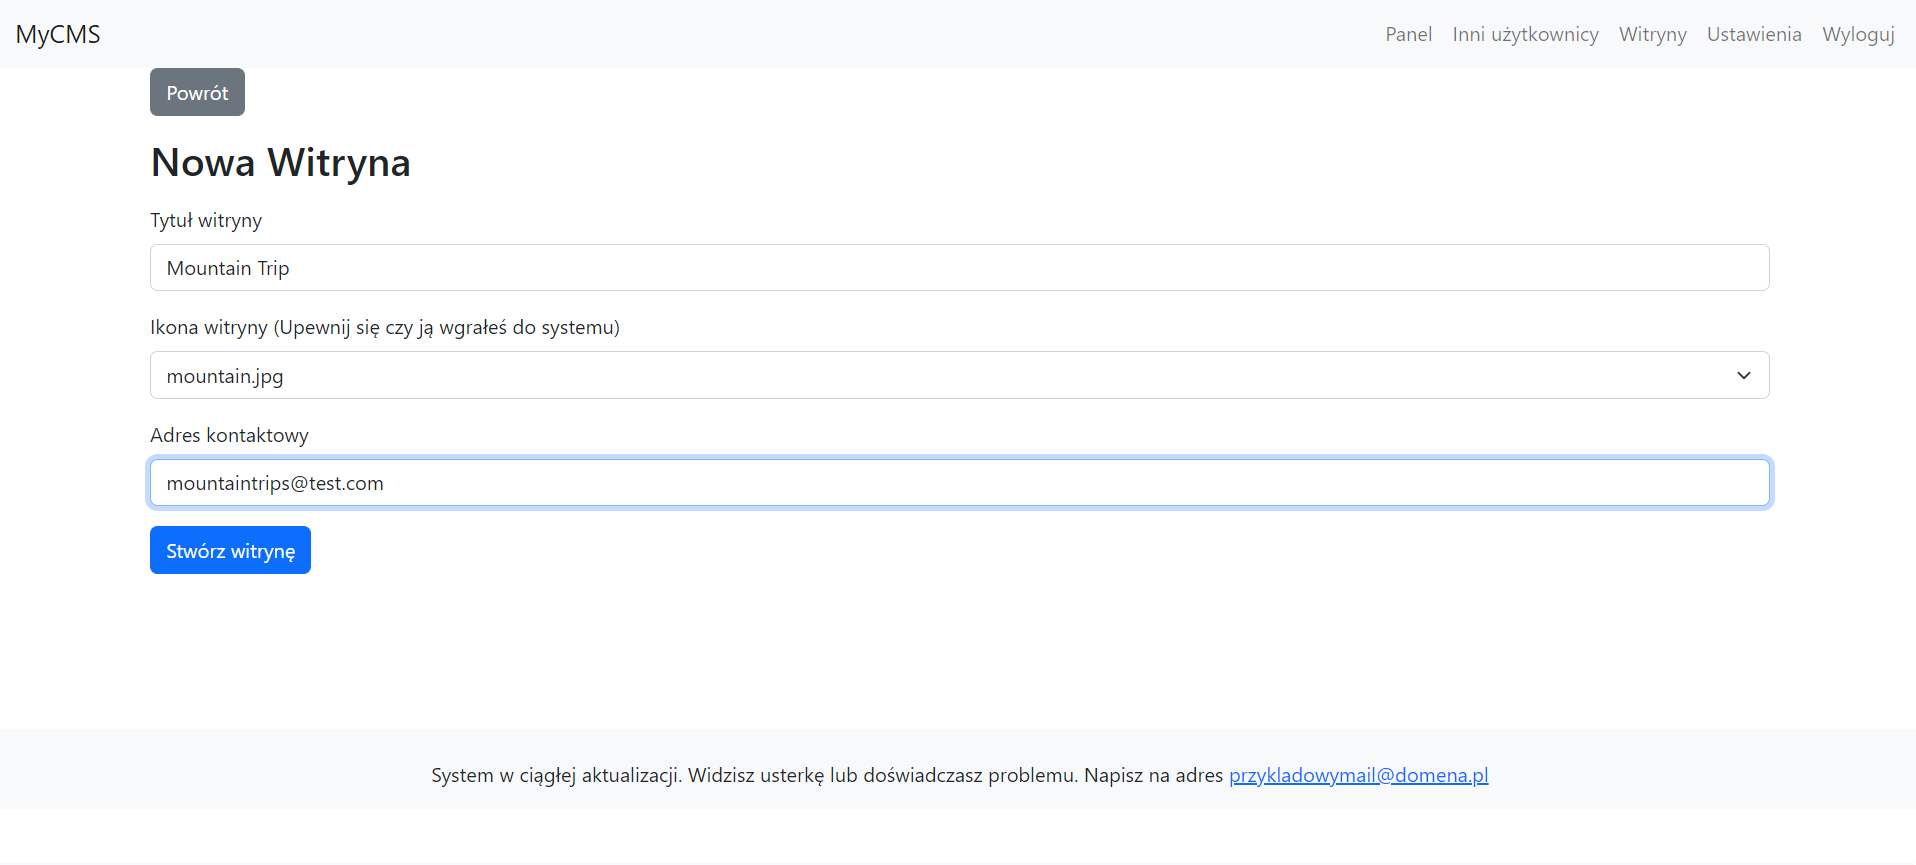 MyCMS
Panel Inni użytkownicy Witryny Ustawienia Wyloguj
Powrót
Nowa Witryna
Tytuł witryny
Mountain Trip
Ikona witryny (Upewnij się czy ją wgrałeś do systemu)
mountain.jpg
Adres kontaktowy
mountaintrips@test.com
Stwórz witrynę
System w ciągłej aktualizacji. Widzisz usterkę lub doświadczasz problemu. Napisz na adres przykladowymail@domena.pl